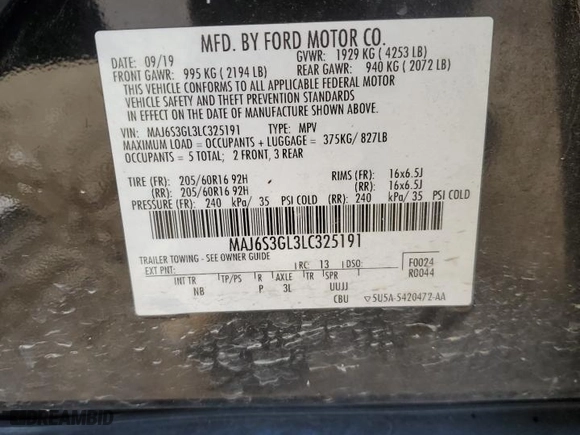 MFD. BY FORD MOTOR CO.
DATE: 09/19 GVWR: 1929 KG ( 4253 LB)
FRONT GAWR: 995 KG ( 2194 LB) REAR GAWR: 940 KG ( 2072 LB)
THIS VEHICLE CONFORMS TO ALL APPLICABLE FEDERAL MOTOR
VEHICLE SAFETY AND THEFT PREVENTION STANDARDS
IN EFFECT ON THE DATE OF MANUFACTURE SHOWN ABOVE.
VIN: MAJ6S3GL3LC325191 TYPE: MPV
MAXIMUM LOAD = OCCUPANTS + LUGGAGE = 375KG/ 827LB
OCCUPANTS = 5 TOTAL; 2 FRONT, 3 REAR
TIRE (FR): 205/60R16 92H RIMS (FR): 16x6.5J
(RR): 205/60R16 92H (RR): 16x6.5J
PRESSURE (FR): 240 kPa/ 35 PSI COLD (RR): 240 kPa/ 35 PSI COLD
MAJ6S3GL3LC325191
TRAILER TOWING - SEE OWNER GUIDE
EXT PNT: RC: 13 DSO: F0024
R0044
INT TR TP/PS R AXLE TR SPR
NB P 3L UUJJ
CBU ▽5U5A-5420472-AA
DREAMBID